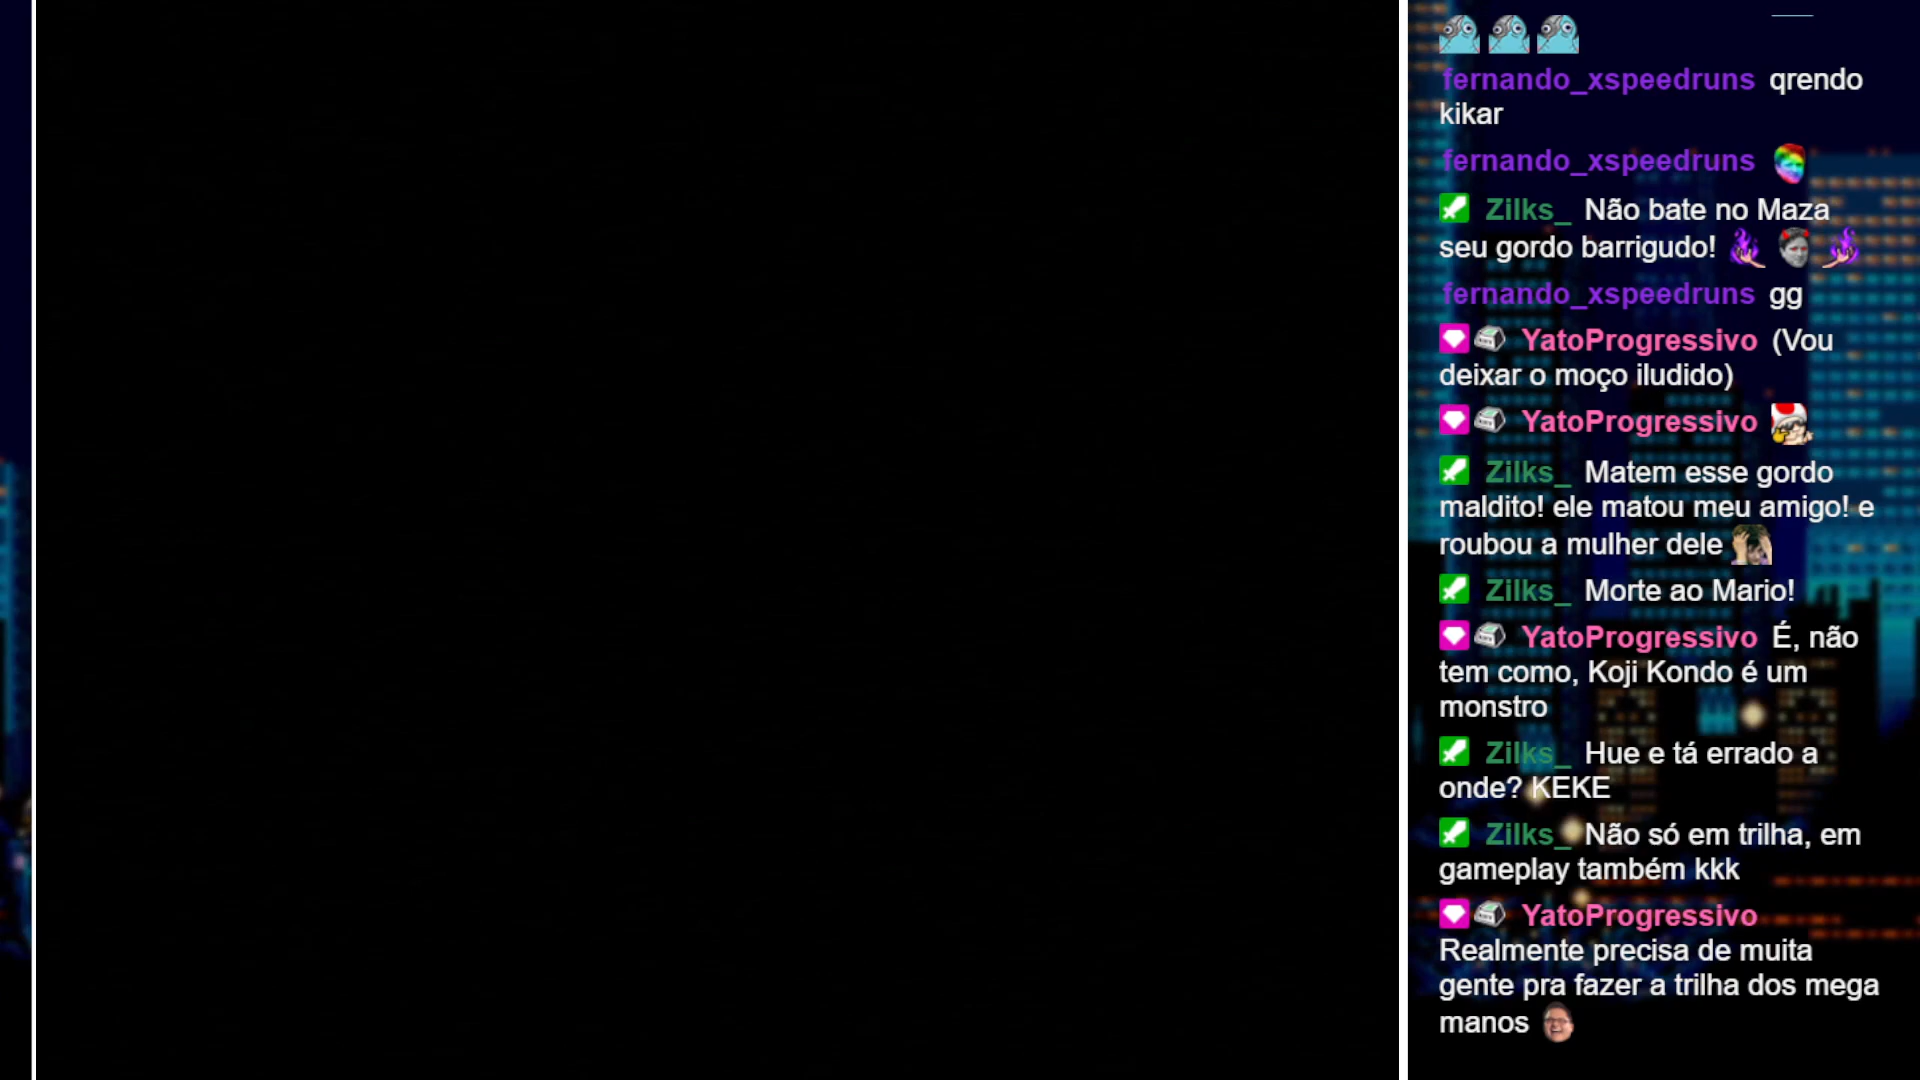 fernando_xspeedruns qrendo
kikar
fernando_xspeedruns
Zilks_ Não bate no Maza
seu gordo barrigudo!
fernando_xspeedruns gg
YatoProgressivo (Vou
deixar o moço iludido)
YatoProgressivo
Zilks_ Matem esse gordo
maldito! ele matou meu amigo! e
roubou a mulher dele
Zilks_ Morte ao Mario!
YatoProgressivo É, não
tem como, Koji Kondo é um
monstro
Zilks_ Hue e tá errado a
onde? KEKE
Zilks_ Não só em trilha, em
gameplay também kkk
YatoProgressivo
Realmente precisa de muita
gente pra fazer a trilha dos mega
manos